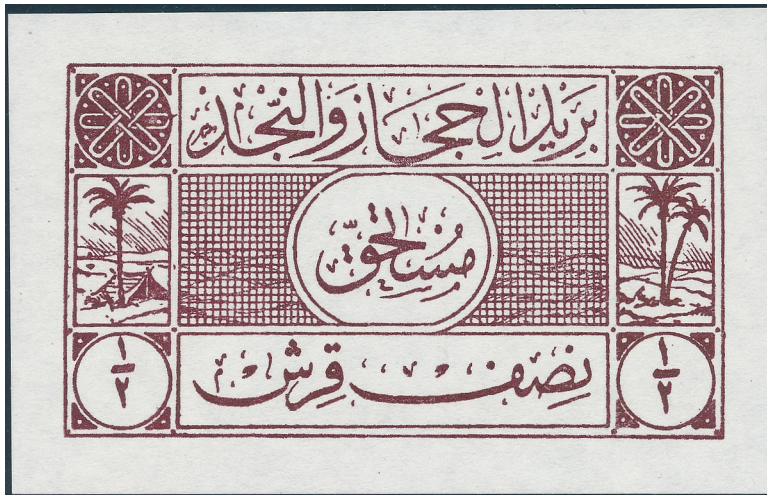 بريد الحجاز والنجد
مستحق
١/٢ نصف قرش ١/٢